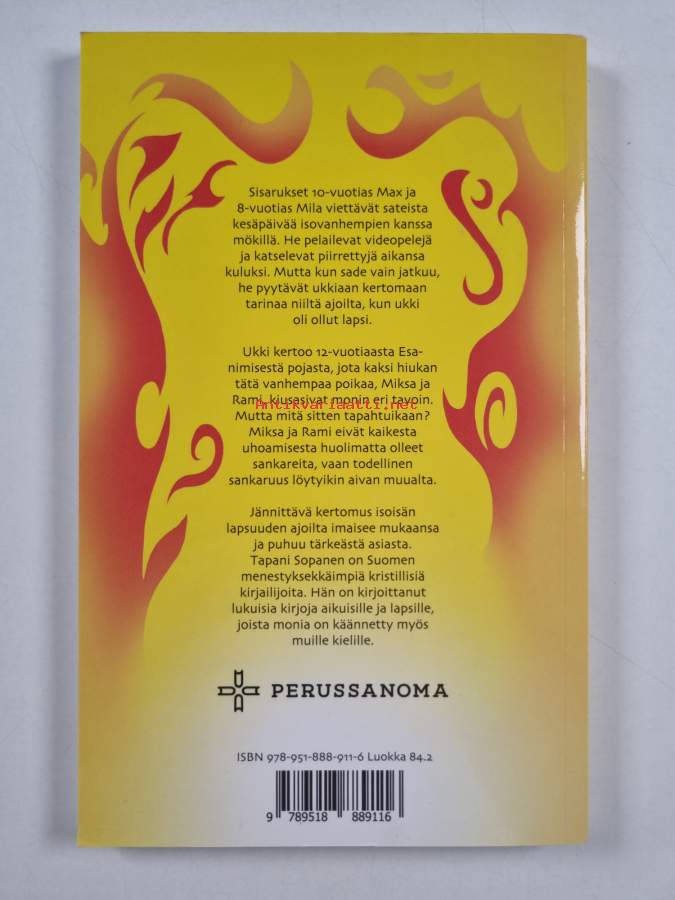 Sisarukset 10-vuotias Max ja
8-vuotias Mila viettävät sateista
kesäpäivää isovanhempien kanssa
mökillä. He pelailevat videopelejä
ja katselevat piirrettyjä aikansa
kuluksi. Mutta kun sade vain jatkuu,
he pyytävät ukkiaan kertomaan
tarinaa niiltä ajoilta, kun ukki
oli ollut lapsi.
Ukki kertoo 12-vuotiaasta Esa-
nimisestä pojasta, jota kaksi hiukan
tätä vanhempaa poikaa, Miksa ja
Rami, kiusasivat monin eri tavoin.
Antikvariaatti.net
Mutta mitä sitten tapahtuikaan?
Miksa ja Rami eivät kaikesta
uhoamisesta huolimatta olleet
sankareita, vaan todellinen
sankaruus löytyikin aivan muualta.
Jännittävä kertomus isoisän
lapsuuden ajoilta imaisee mukaansa
ja puhuu tärkeästä asiasta.
Tapani Sopanen on Suomen
menestyksekkäimpiä kristillisiä
kirjailijoita. Hän on kirjoittanut
lukuisia kirjoja aikuisille ja lapsille,
joista monia on käännetty myös
muille kielille.
PERUSSANOMA
ISBN 978-951-888-911-6 Luokka 84.2
9 789518 889116